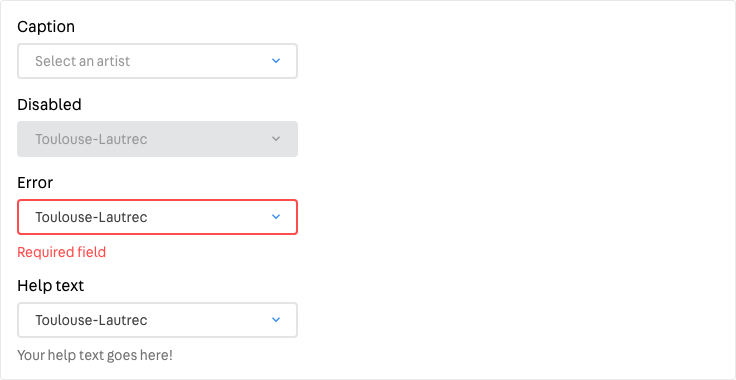 Caption
Select an artist
Disabled
Toulouse-Lautrec
Error
Toulouse-Lautrec
Required field
Help text
Toulouse-Lautrec
Your help text goes here!